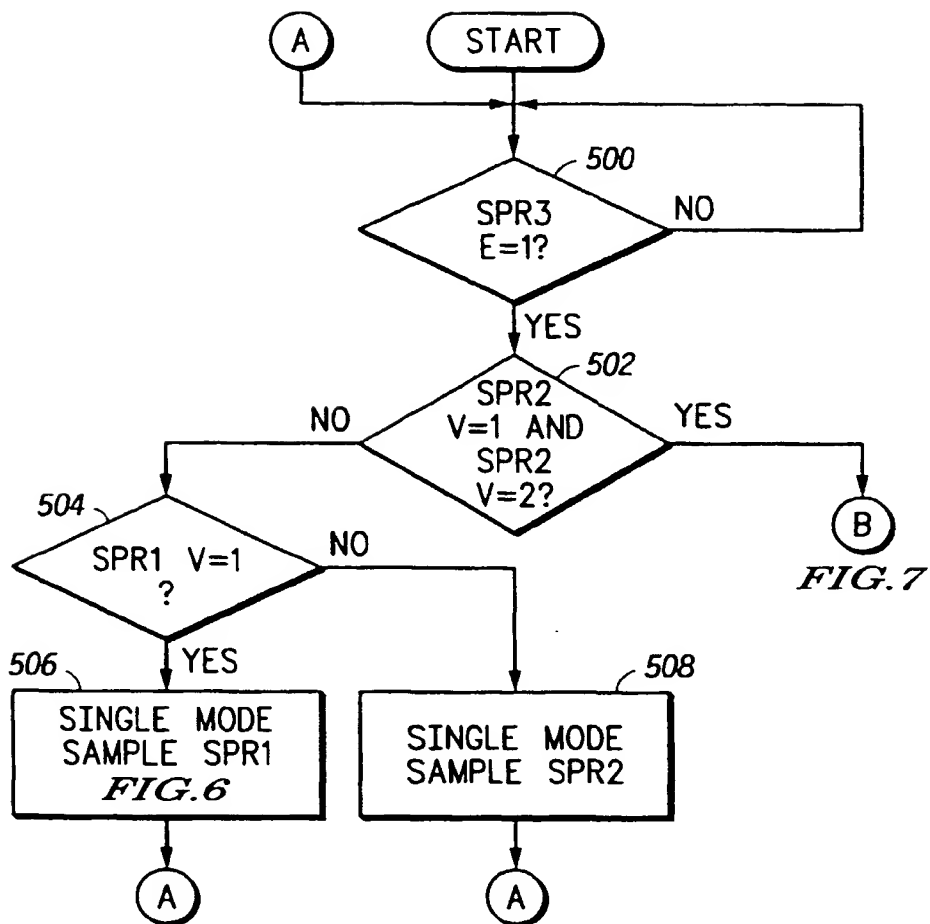 A
START
500
SPR3
E=1?
NO
YES
502
SPR2
V=1 AND
SPR2
V=2?
NO
YES
B
FIG.7
504
SPR1 V=1
?
NO
YES
506
SINGLE MODE
SAMPLE SPR1
FIG.6
508
SINGLE MODE
SAMPLE SPR2
A
A